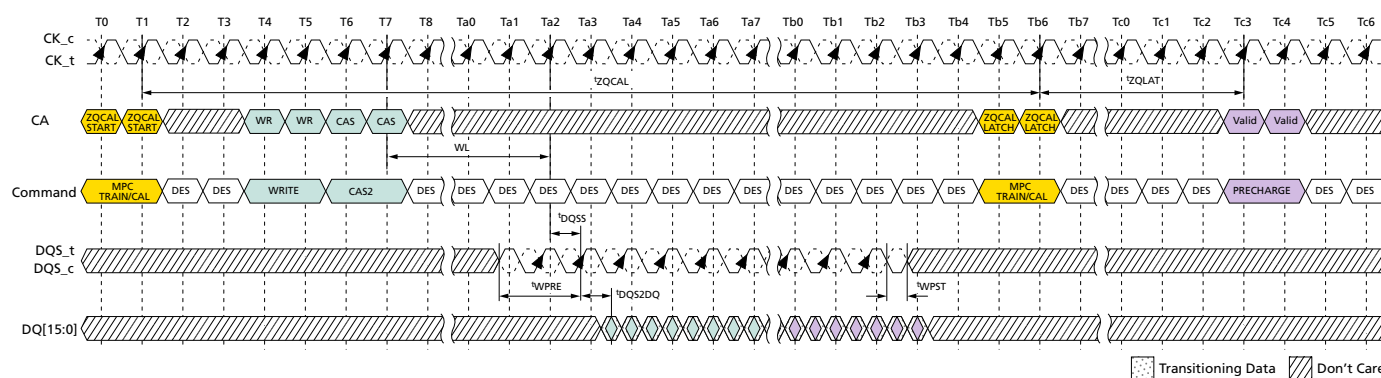 T0 T1 T2 T3 T4 T5 T6 T7 T8 Ta0 Ta1 Ta2 Ta3 Ta4 Ta5 Ta6 Ta7 Tb0 Tb1 Tb2 Tb3 Tb4 Tb5 Tb6 Tb7 Tc0 Tc1 Tc2 Tc3 Tc4 Tc5 Tc6
CK_c
CK_t
tZQCAL tZQLAT
CA ZQCAL START ZQCAL START WR WR CAS CAS ZQCAL LATCH ZQCAL LATCH Valid Valid
WL
Command MPC TRAIN/CAL DES DES WRITE CAS2 DES DES DES DES DES DES DES DES DES DES DES DES DES MPC TRAIN/CAL DES DES DES DES PRECHARGE DES DES
tDQSS
DQS_t
DQS_c
tWPRE tDQS2DQ tWPST
DQ[15:0]
Transitioning Data Don't Care